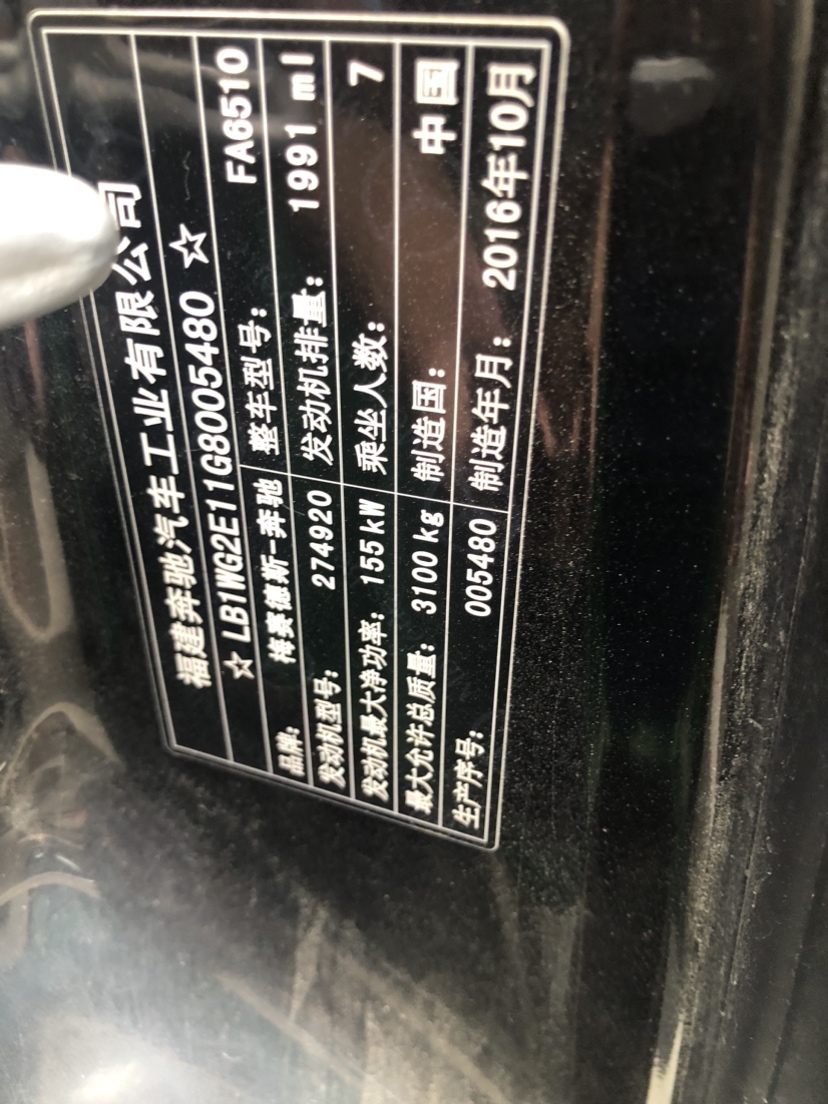 福建奔驰汽车工业有限公司
☆ LB1WG2E11G8005480 ☆
品牌: 梅赛德斯-奔驰 整车型号: FA6510
发动机型号: 274920 发动机排量: 1991 ml
发动机最大净功率: 155 kW 乘坐人数: 7
最大允许总质量: 3100 kg 制造国: 中国
生产序号: 005480 制造年月: 2016年10月